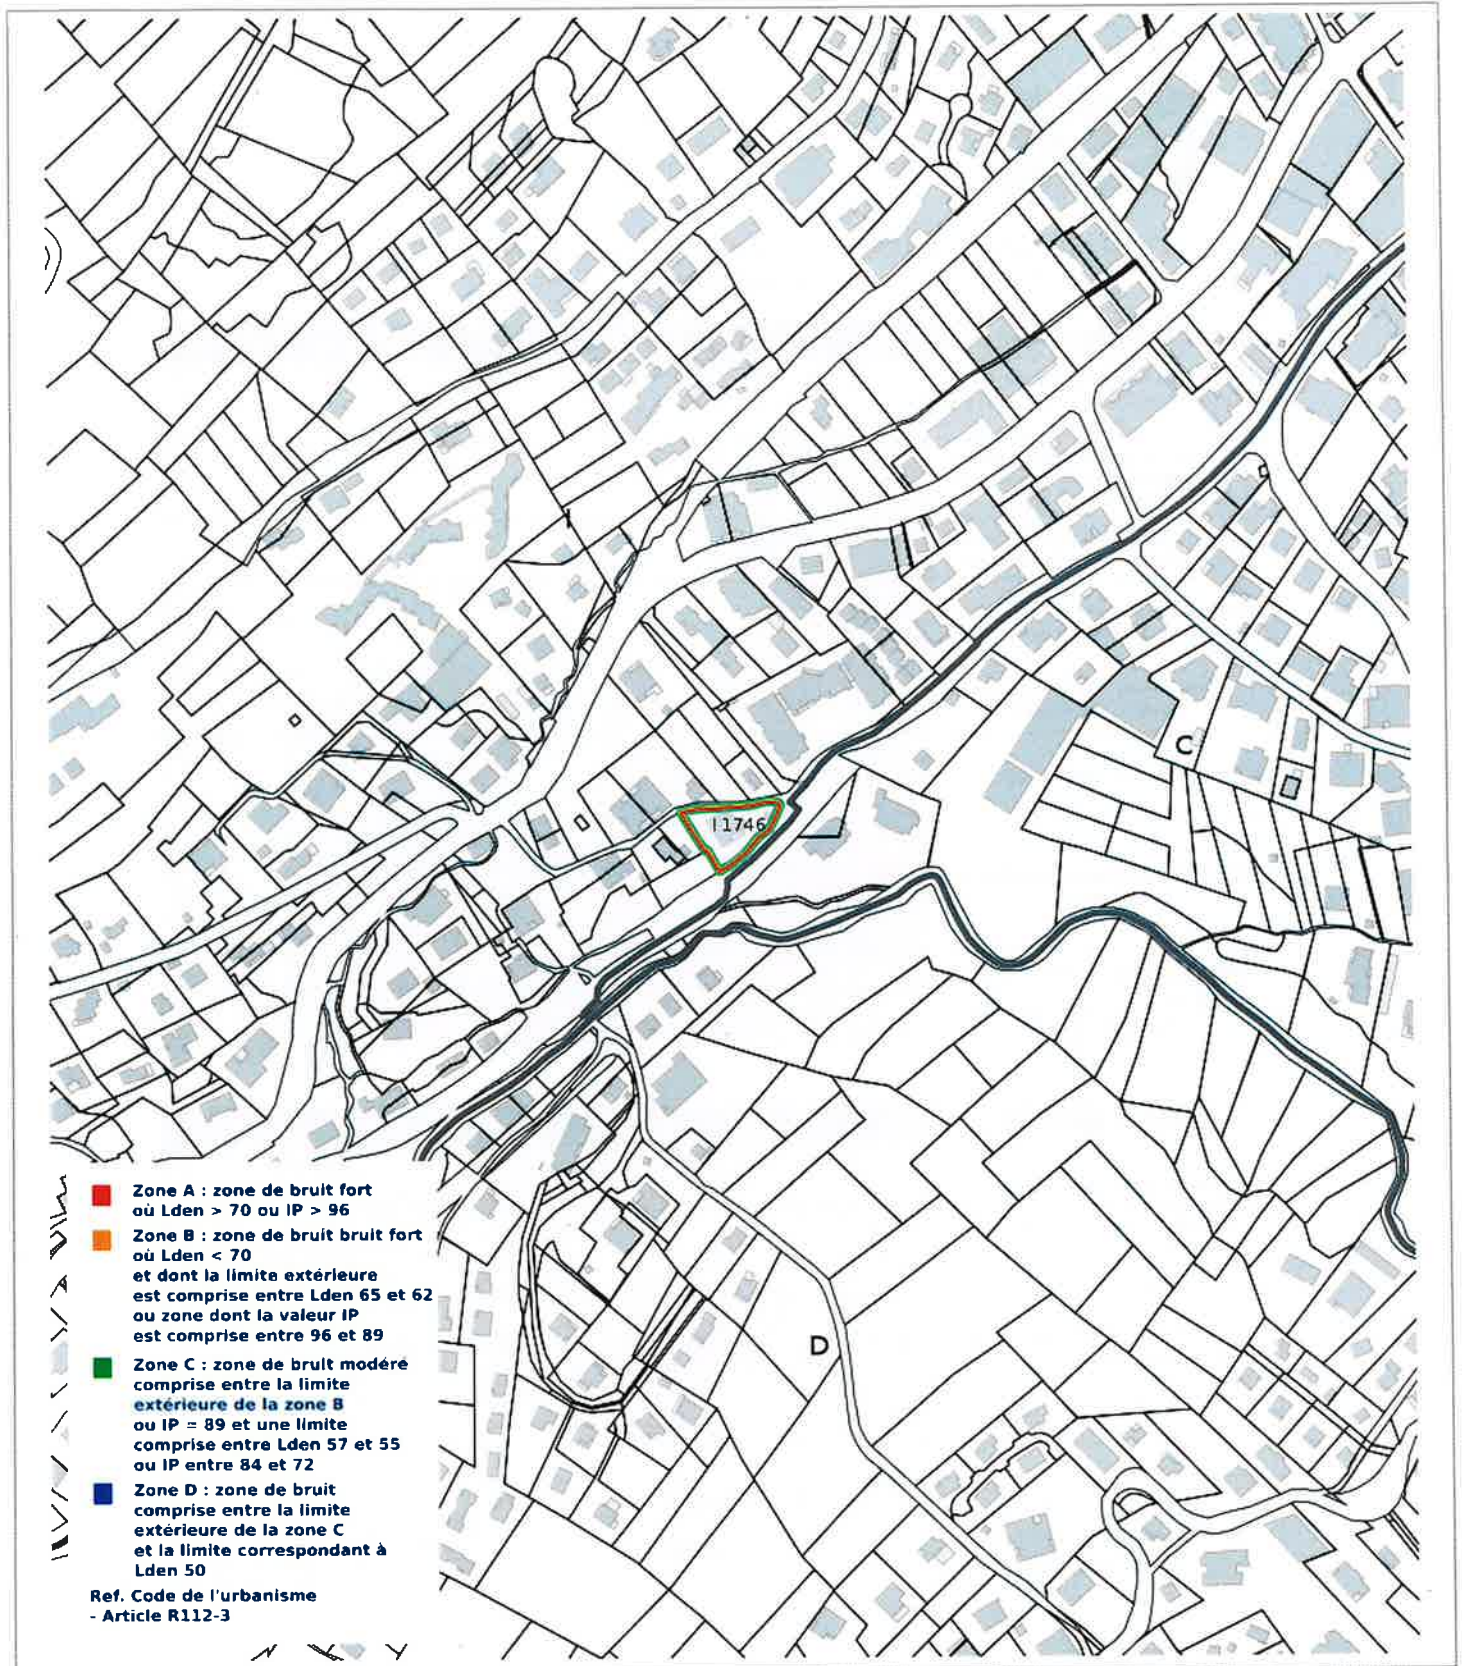 C
I 1746
D
Zone A : zone de bruit fort
où Lden > 70 ou IP > 96
Zone B : zone de bruit bruit fort
où Lden < 70
et dont la limite extérieure
est comprise entre Lden 65 et 62
ou zone dont la valeur IP
est comprise entre 96 et 89
Zone C : zone de bruit modéré
comprise entre la limite
extérieure de la zone B
ou IP = 89 et une limite
comprise entre Lden 57 et 55
ou IP entre 84 et 72
Zone D : zone de bruit
comprise entre la limite
extérieure de la zone C
et la limite correspondant à
Lden 50
Ref. Code de l'urbanisme
- Article R112-3